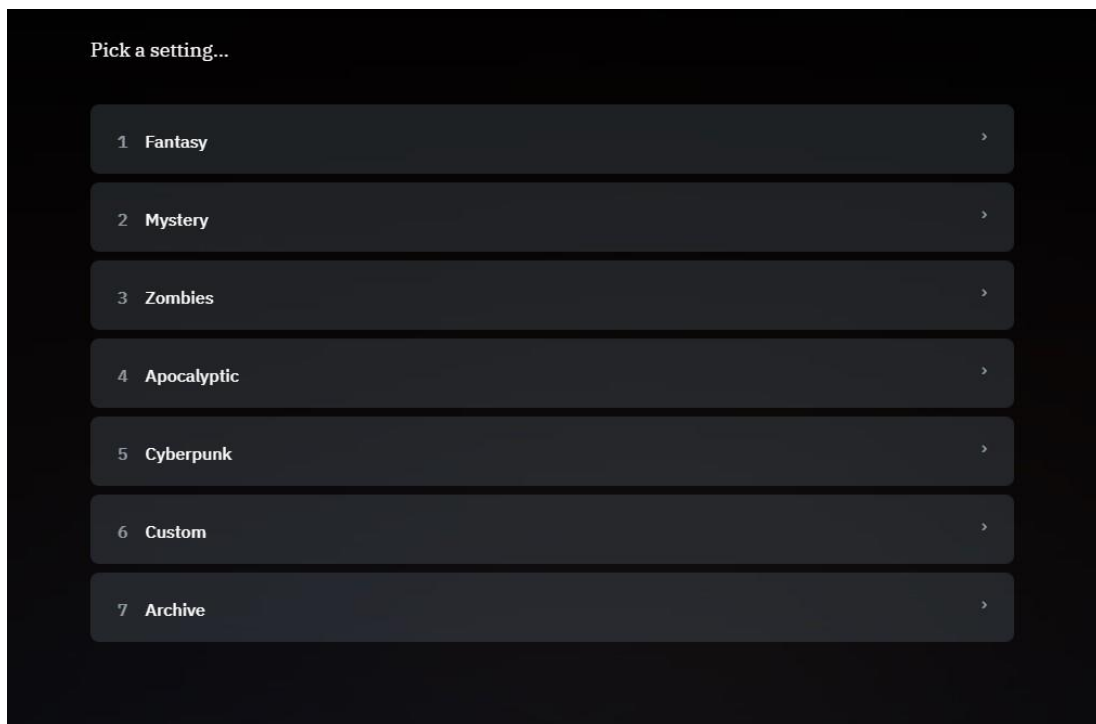 Pick a setting...
1 Fantasy
2 Mystery
3 Zombies
4 Apocalyptic
5 Cyberpunk
6 Custom
7 Archive